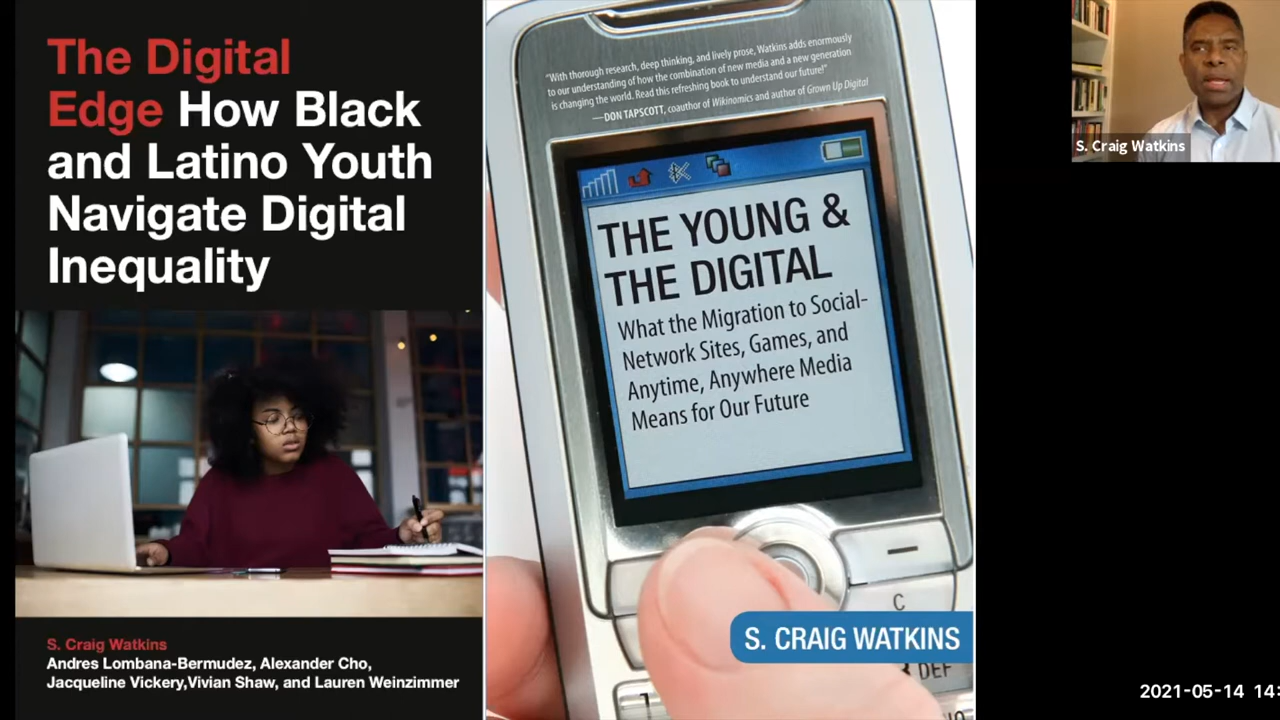 The Digital
Edge How Black
and Latino Youth
Navigate Digital
Inequality
S. Craig Watkins
Andres Lombana-Bermudez, Alexander Cho,
Jacqueline Vickery,Vivian Shaw, and Lauren Weinzimmer
"With thorough research, deep thinking, and lively prose, Watkins adds enormously
to our understanding of how the combination of new media and a new generation
is changing the world. Read this refreshing book to understand our future!"
—DON TAPSCOTT, coauthor of Wikinomics and author of Grown Up Digital
THE YOUNG &
THE DIGITAL
What the Migration to Social-
Network Sites, Games, and
Anytime, Anywhere Media
Means for Our Future
C
S. CRAIG WATKINS
DEF
1
S. Craig Watkins
2021-05-14 14: